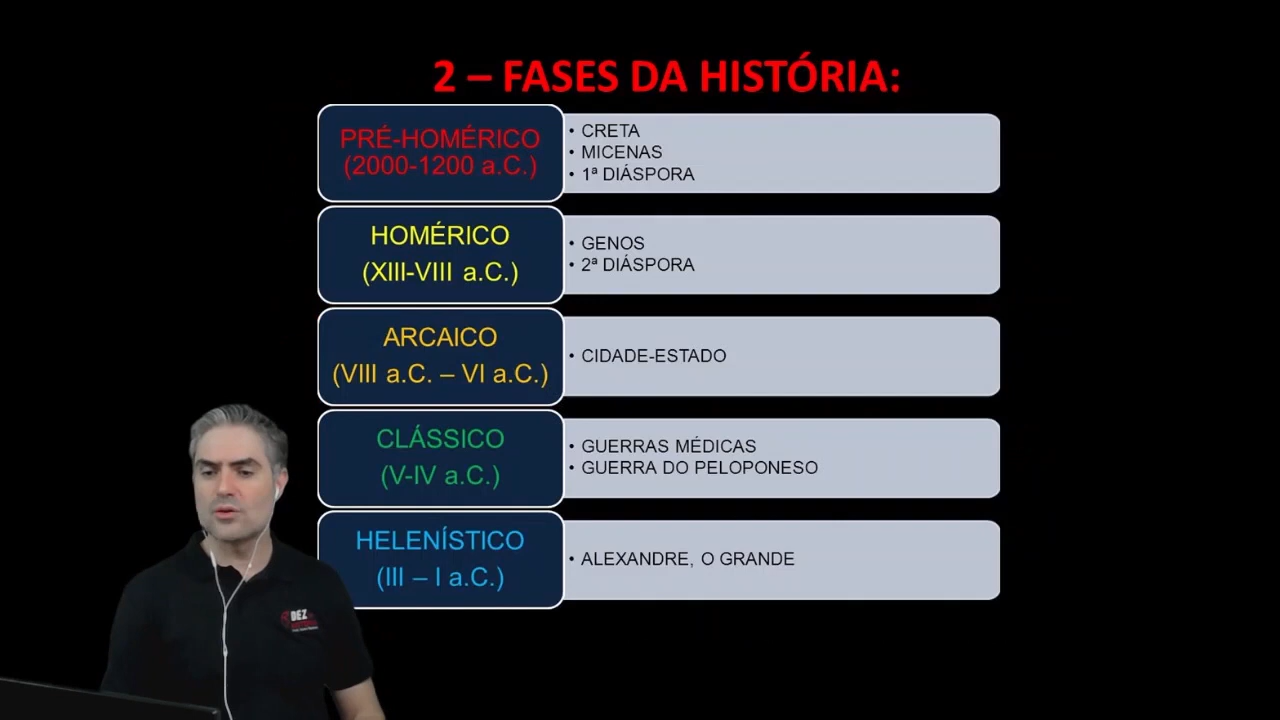 2 – FASES DA HISTÓRIA:
PRÉ-HOMÉRICO
(2000-1200 a.C.)
• CRETA
• MICENAS
• 1ª DIÁSPORA
HOMÉRICO
(XIII-VIII a.C.)
• GENOS
• 2ª DIÁSPORA
ARCAICO
(VIII a.C. – VI a.C.)
• CIDADE-ESTADO
CLÁSSICO
(V-IV a.C.)
• GUERRAS MÉDICAS
• GUERRA DO PELOPONESO
HELENÍSTICO
(III – I a.C.)
• ALEXANDRE, O GRANDE
DEZ